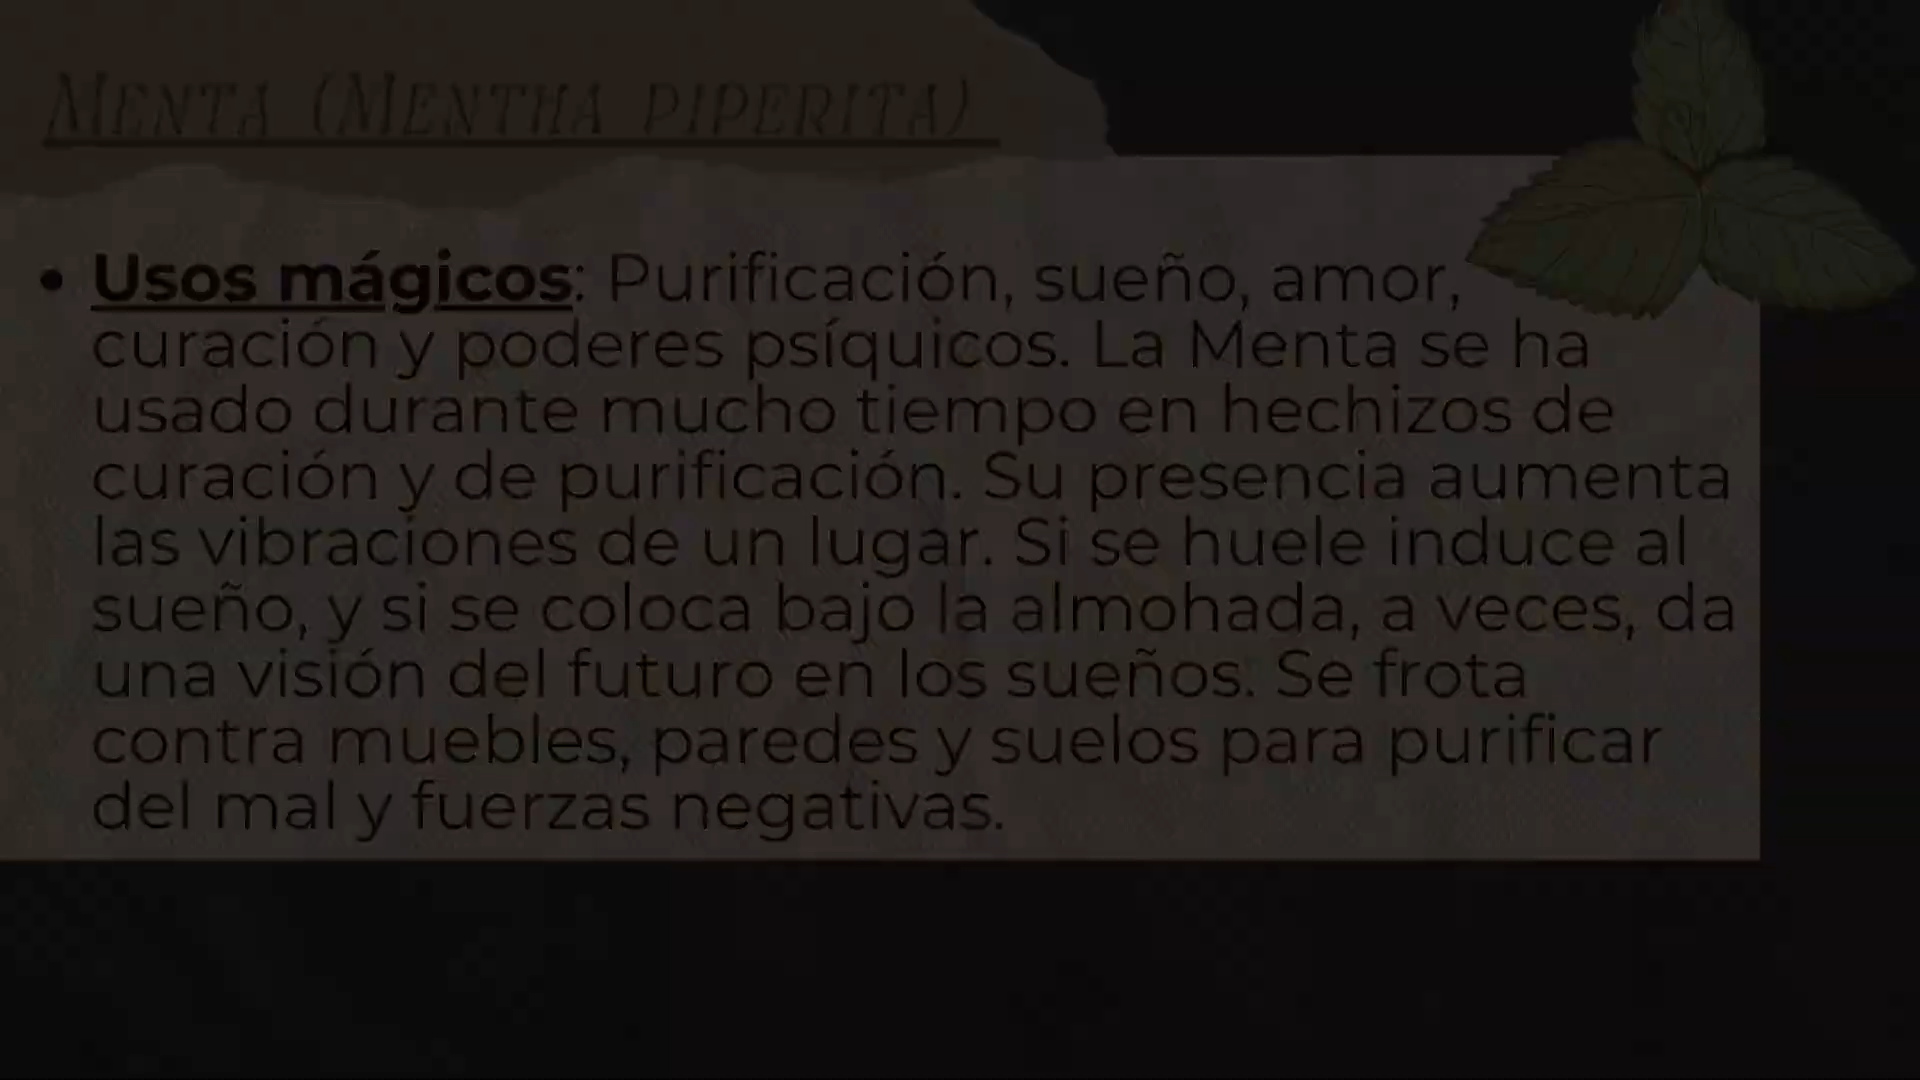 Menta (Mentha piperita)
• Usos mágicos: Purificación, sueño, amor,
curación y poderes psíquicos. La Menta se ha
usado durante mucho tiempo en hechizos de
curación y de purificación. Su presencia aumenta
las vibraciones de un lugar. Si se huele induce al
sueño, y si se coloca bajo la almohada, a veces, da
una visión del futuro en los sueños. Se frota
contra muebles, paredes y suelos para purificar
del mal y fuerzas negativas.